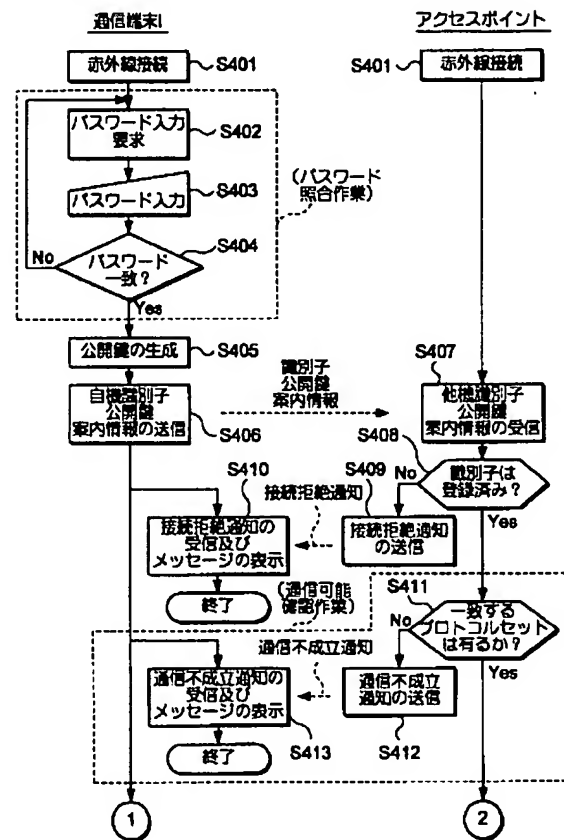 通信端末1
アクセスポイント
赤外線接続
S401
S401
赤外線接続
パスワード入力
要求
S402
パスワード入力
S403
(パスワード
照合作業)
No
パスワード
一致?
S404
Yes
公開鍵の生成
S405
自機識別子
公開鍵
案内情報の送信
S406
識別子
公開鍵
案内情報
S407
他機識別子
公開鍵
案内情報の受信
S408
識別子は
登録済み?
No
Yes
S409
接続拒絶通知
の送信
接続拒絶通知
S410
接続拒絶通知の
受信及び
メッセージの表示
終了
(通信可能
確認作業)
S411
一致する
プロトコルセット
は有るか?
No
Yes
通信不成立
通知の送信
S412
通信不成立通知
通信不成立通知の
受信及び
メッセージの表示
S413
終了
1
2